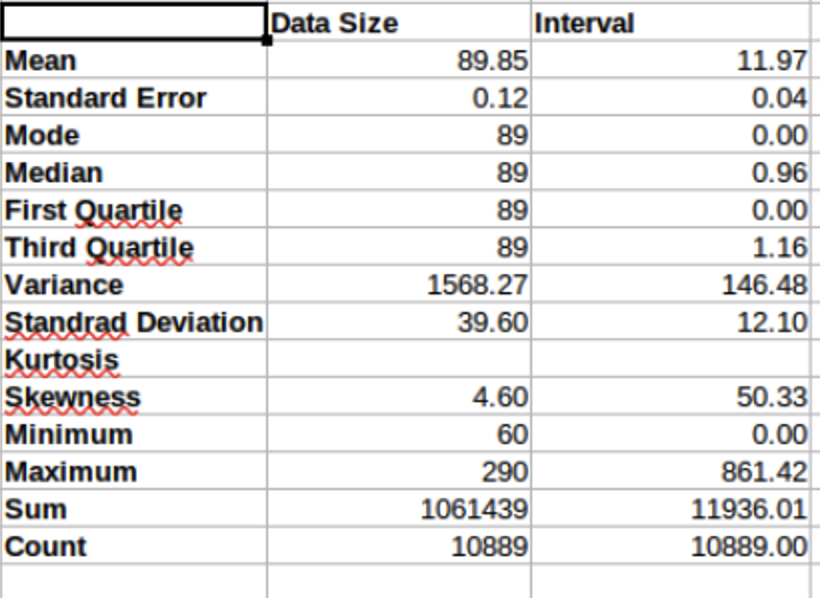 Data Size Interval
Mean 89.85 11.97
Standard Error 0.12 0.04
Mode 89 0.00
Median 89 0.96
First Quartile 89 0.00
Third Quartile 89 1.16
Variance 1568.27 146.48
Standrad Deviation 39.60 12.10
Kurtosis
Skewness 4.60 50.33
Minimum 60 0.00
Maximum 290 861.42
Sum 1061439 11936.01
Count 10889 10889.00